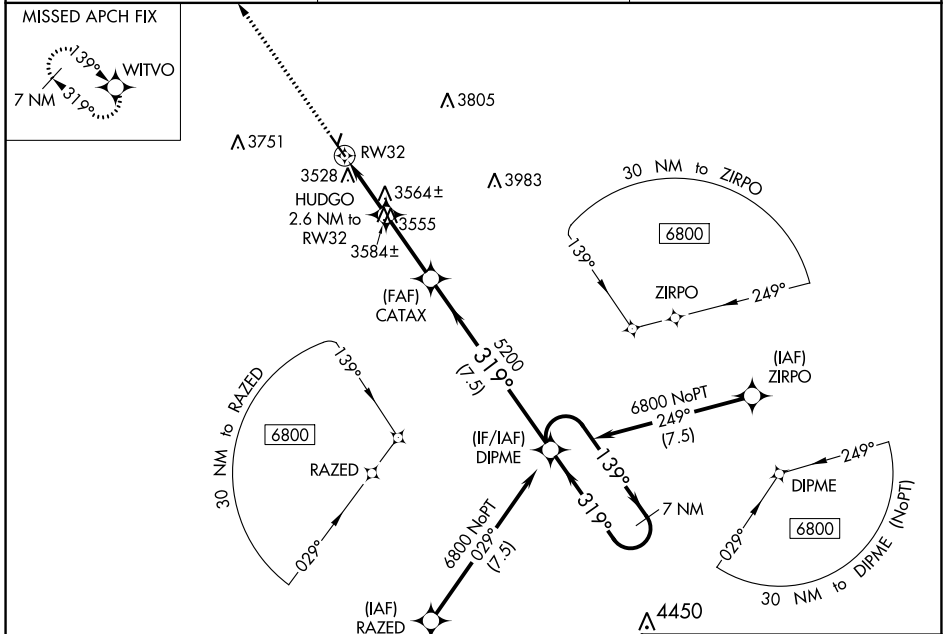 MISSED APCH FIX
139°
WITVO
7 NM
319°
3805
3751
RW32
3528
3983
HUDGO
2.6 NM to
RW32
3564±
3555
3584±
30 NM to ZIRPO
6800
139°
ZIRPO
249°
(FAF)
CATAX
5200
319°
(7.5)
30 NM to RAZED
139°
6800
RAZED
029°
(IAF)
ZIRPO
6800 NoPT
249°
(7.5)
(IF/IAF)
DIPME
139°
319°
7 NM
249°
DIPME
029°
6800
30 NM to DIPME (NoPT)
6800 NoPT
029°
(7.5)
(IAF)
RAZED
4450